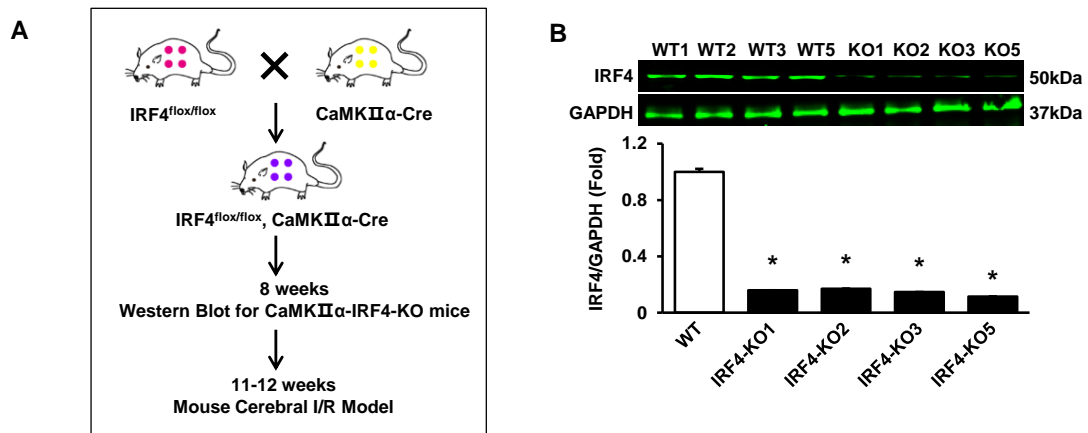 A
IRF4flox/flox
CaMKⅡα-Cre
IRF4flox/flox, CaMKⅡα-Cre
8 weeks
Western Blot for CaMKⅡα-IRF4-KO mice
11-12 weeks
Mouse Cerebral I/R Model
B
WT1 WT2 WT3 WT5 KO1 KO2 KO3 KO5
IRF4 50kDa
GAPDH 37kDa
IRF4/GAPDH (Fold)
1.2
0.8
0.4
0
* * * *
WT IRF4-KO1 IRF4-KO2 IRF4-KO3 IRF4-KO5